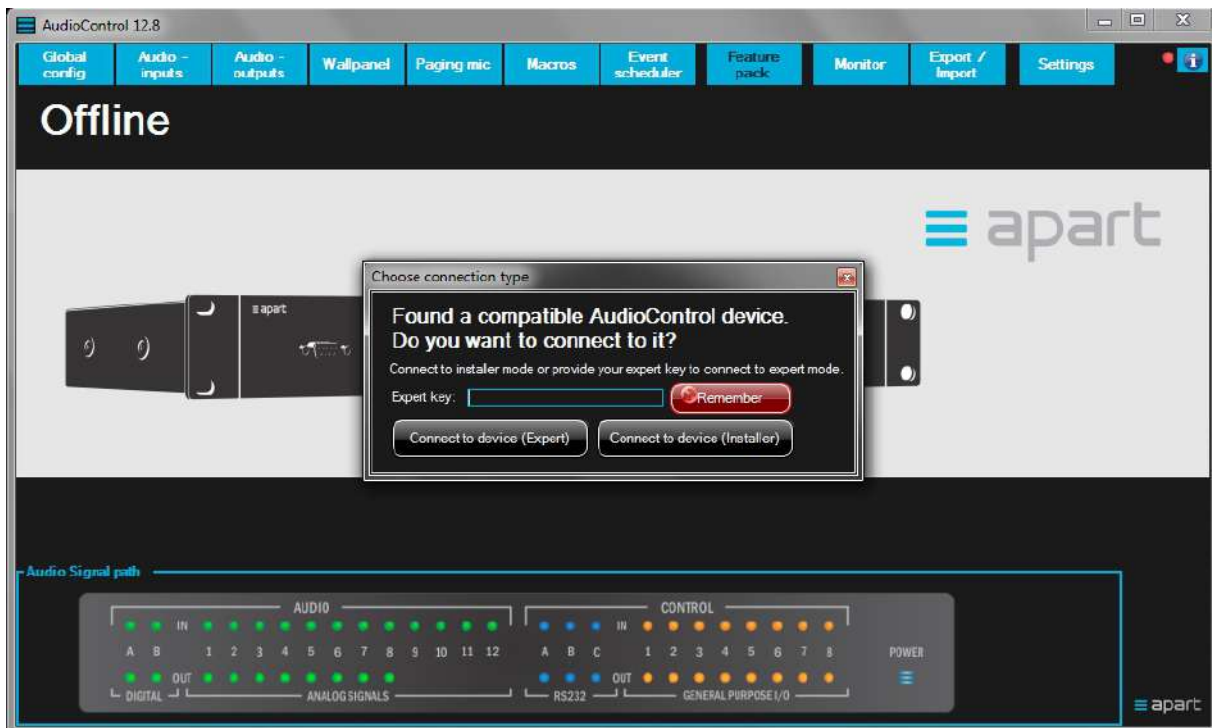 AudioControl 12.8
Global config
Audio - inputs
Audio - outputs
Wallpanel
Paging mic
Macros
Event scheduler
Feature pack
Monitor
Export / Import
Settings
Offline
apart
apart
Choose connection type
Found a compatible AudioControl device.
Do you want to connect to it?
Connect to installer mode or provide your expert key to connect to expert mode.
Expert key:
Remember
Connect to device (Expert)
Connect to device (Installer)
Audio Signal path
AUDIO
CONTROL
IN
IN
A B 1 2 3 4 5 6 7 8 9 10 11 12 A B C 1 2 3 4 5 6 7 8 POWER
OUT
OUT
DIGITAL ANALOG SIGNALS RS232 GENERAL PURPOSE I/O
apart